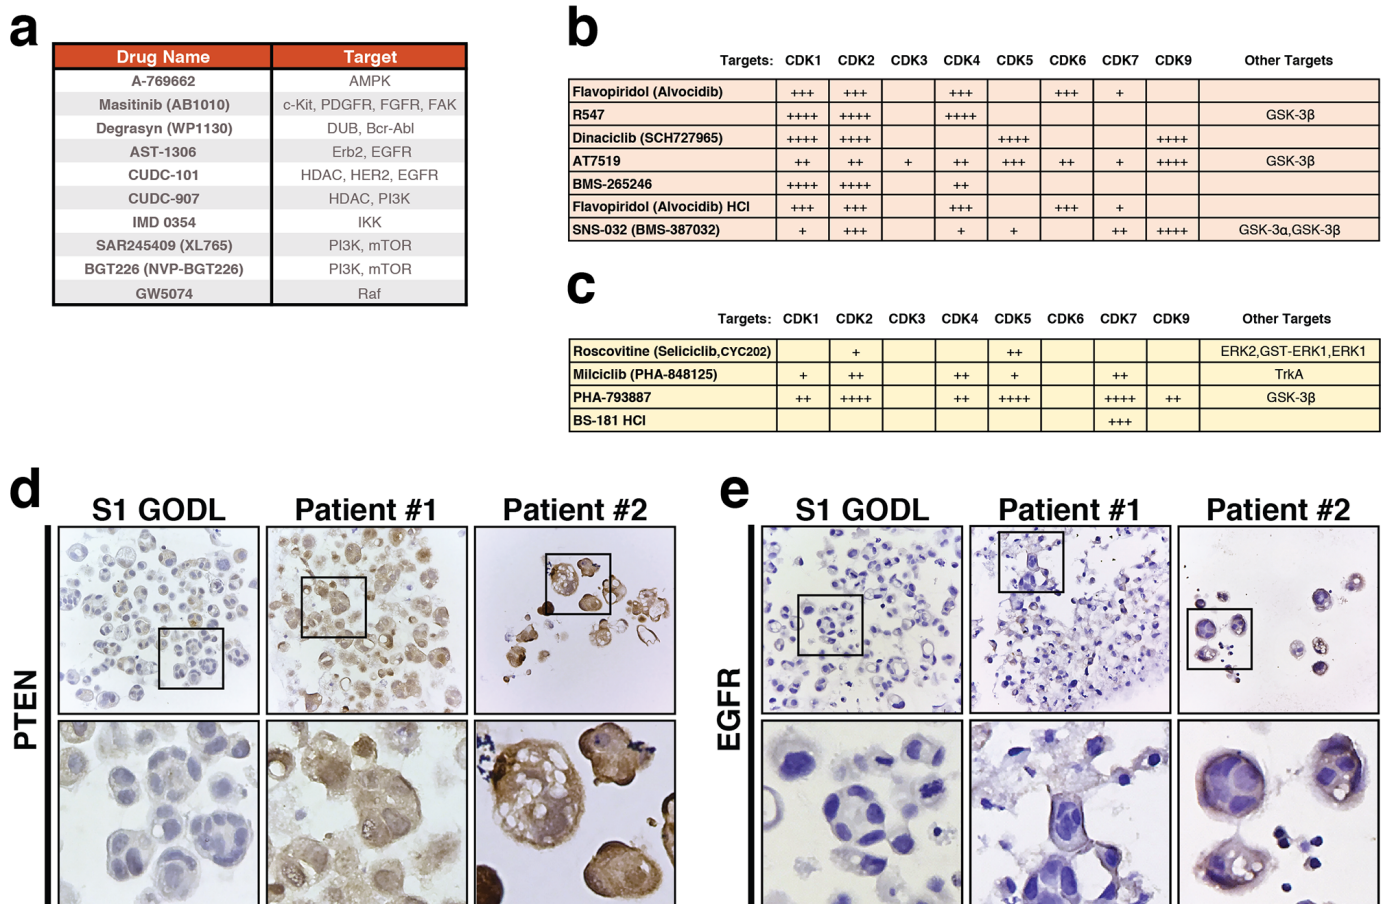 a
Drug Name Target
A-769662 AMPK
Masitinib (AB1010) c-Kit, PDGFR, FGFR, FAK
Degrasyn (WP1130) DUB, Bcr-Abl
AST-1306 Erb2, EGFR
CUDC-101 HDAC, HER2, EGFR
CUDC-907 HDAC, PI3K
IMD 0354 IKK
SAR245409 (XL765) PI3K, mTOR
BGT226 (NVP-BGT226) PI3K, mTOR
GW5074 Raf
b
Targets: CDK1 CDK2 CDK3 CDK4 CDK5 CDK6 CDK7 CDK9 Other Targets
Flavopiridol (Alvocidib) +++ +++ +++ +++ +
R547 ++++ ++++ ++++ GSK-3β
Dinaciclib (SCH727965) ++++ ++++ ++++ ++++
AT7519 ++ ++ + ++ +++ ++ + ++++ GSK-3β
BMS-265246 ++++ ++++ ++
Flavopiridol (Alvocidib) HCl +++ +++ +++ +++ +
SNS-032 (BMS-387032) + +++ + + ++ ++++ GSK-3α,GSK-3β
c
Targets: CDK1 CDK2 CDK3 CDK4 CDK5 CDK6 CDK7 CDK9 Other Targets
Roscovitine (Seliciclib,CYC202) + ++ ERK2,GST-ERK1,ERK1
Milciclib (PHA-848125) + ++ ++ + ++ TrkA
PHA-793887 ++ ++++ ++ ++++ ++++ ++ GSK-3β
BS-181 HCl +++
d
S1 GODL Patient #1 Patient #2
PTEN
e
S1 GODL Patient #1 Patient #2
EGFR